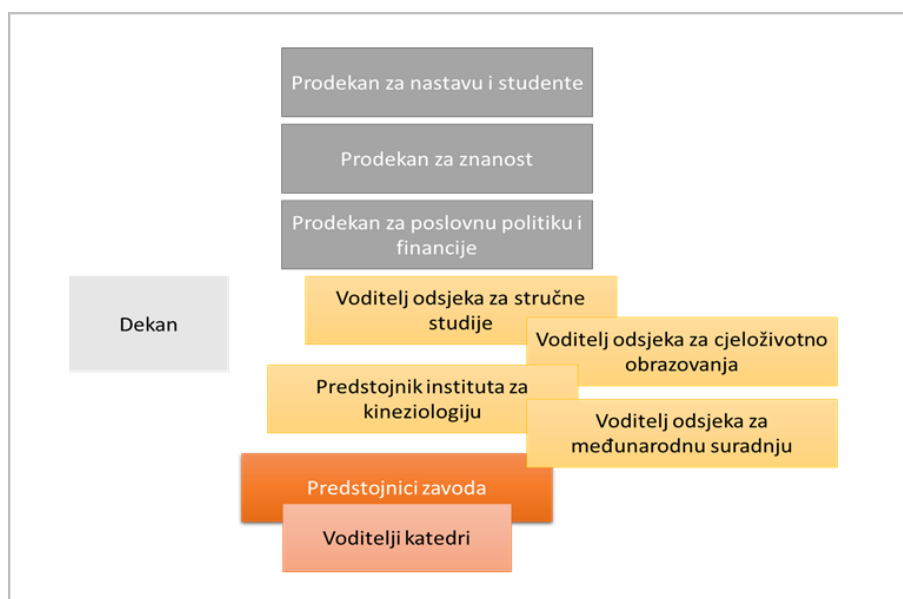 Prodekan za nastavu i studente
Prodekan za znanost
Prodekan za poslovnu politiku i
financije
Dekan
Voditelj odsjeka za stručne
studije
Voditelj odsjeka za cjeloživotno
obrazovanja
Predstojnik instituta za
kineziologiju
Voditelj odsjeka za
međunarodnu suradnju
Predstojnici zavoda
Voditelji katedri